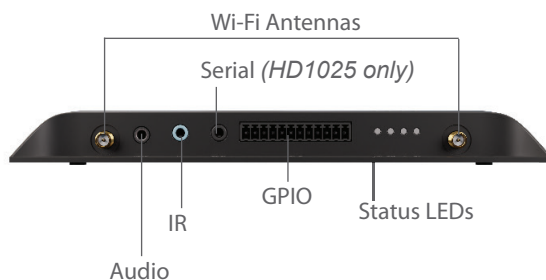 Wi-Fi Antennas
Serial (HD1025 only)
GPIO
Status LEDs
IR
Audio